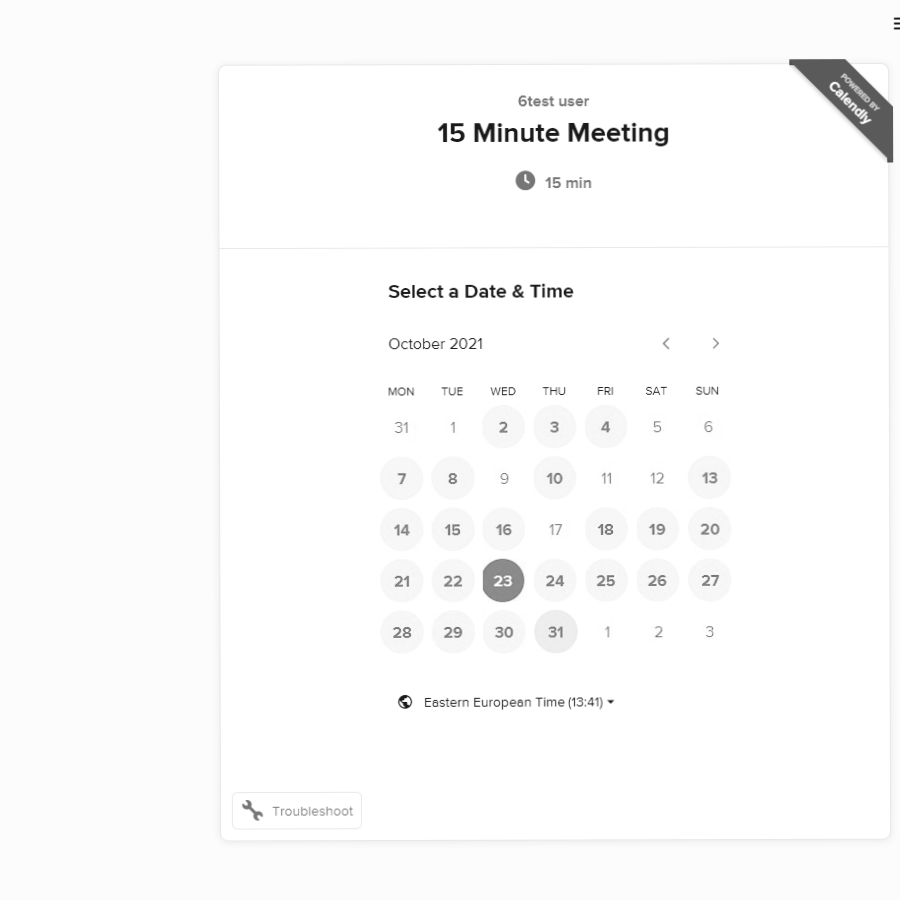 POWERED BY
Calendly
6test user
15 Minute Meeting
15 min
Select a Date & Time
October 2021
MON TUE WED THU FRI SAT SUN
31 1 2 3 4 5 6
7 8 9 10 11 12 13
14 15 16 17 18 19 20
21 22 23 24 25 26 27
28 29 30 31 1 2 3
Eastern European Time (13:41)
Troubleshoot